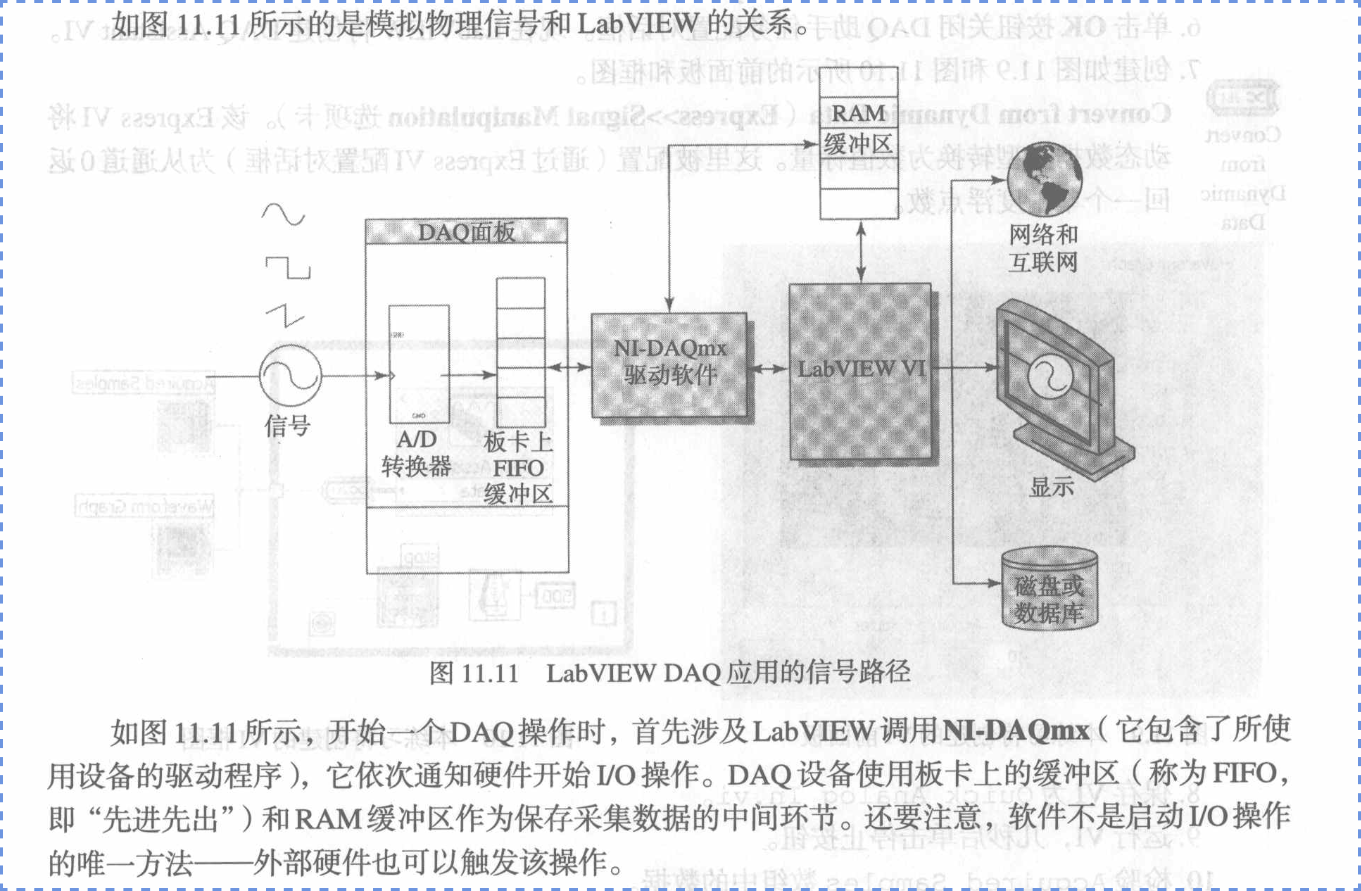 如图 11.11 所示的是模拟物理信号和 LabVIEW 的关系。
RAM
缓冲区
网络和
互联网
DAQ面板
NI-DAQmx
驱动软件
LabVIEW VI
信号
A/D
转换器
板卡上
FIFO
缓冲区
显示
磁盘或
数据库
图 11.11 LabVIEW DAQ 应用的信号路径
如图 11.11 所示，开始一个 DAQ 操作时，首先涉及 LabVIEW 调用 NI-DAQmx（它包含了所使
用设备的驱动程序），它依次通知硬件开始 I/O 操作。DAQ 设备使用板卡上的缓冲区（称为 FIFO，
即“先进先出”）和 RAM 缓冲区作为保存采集数据的中间环节。还要注意，软件不是启动 I/O 操作
的唯一方法——外部硬件也可以触发该操作。